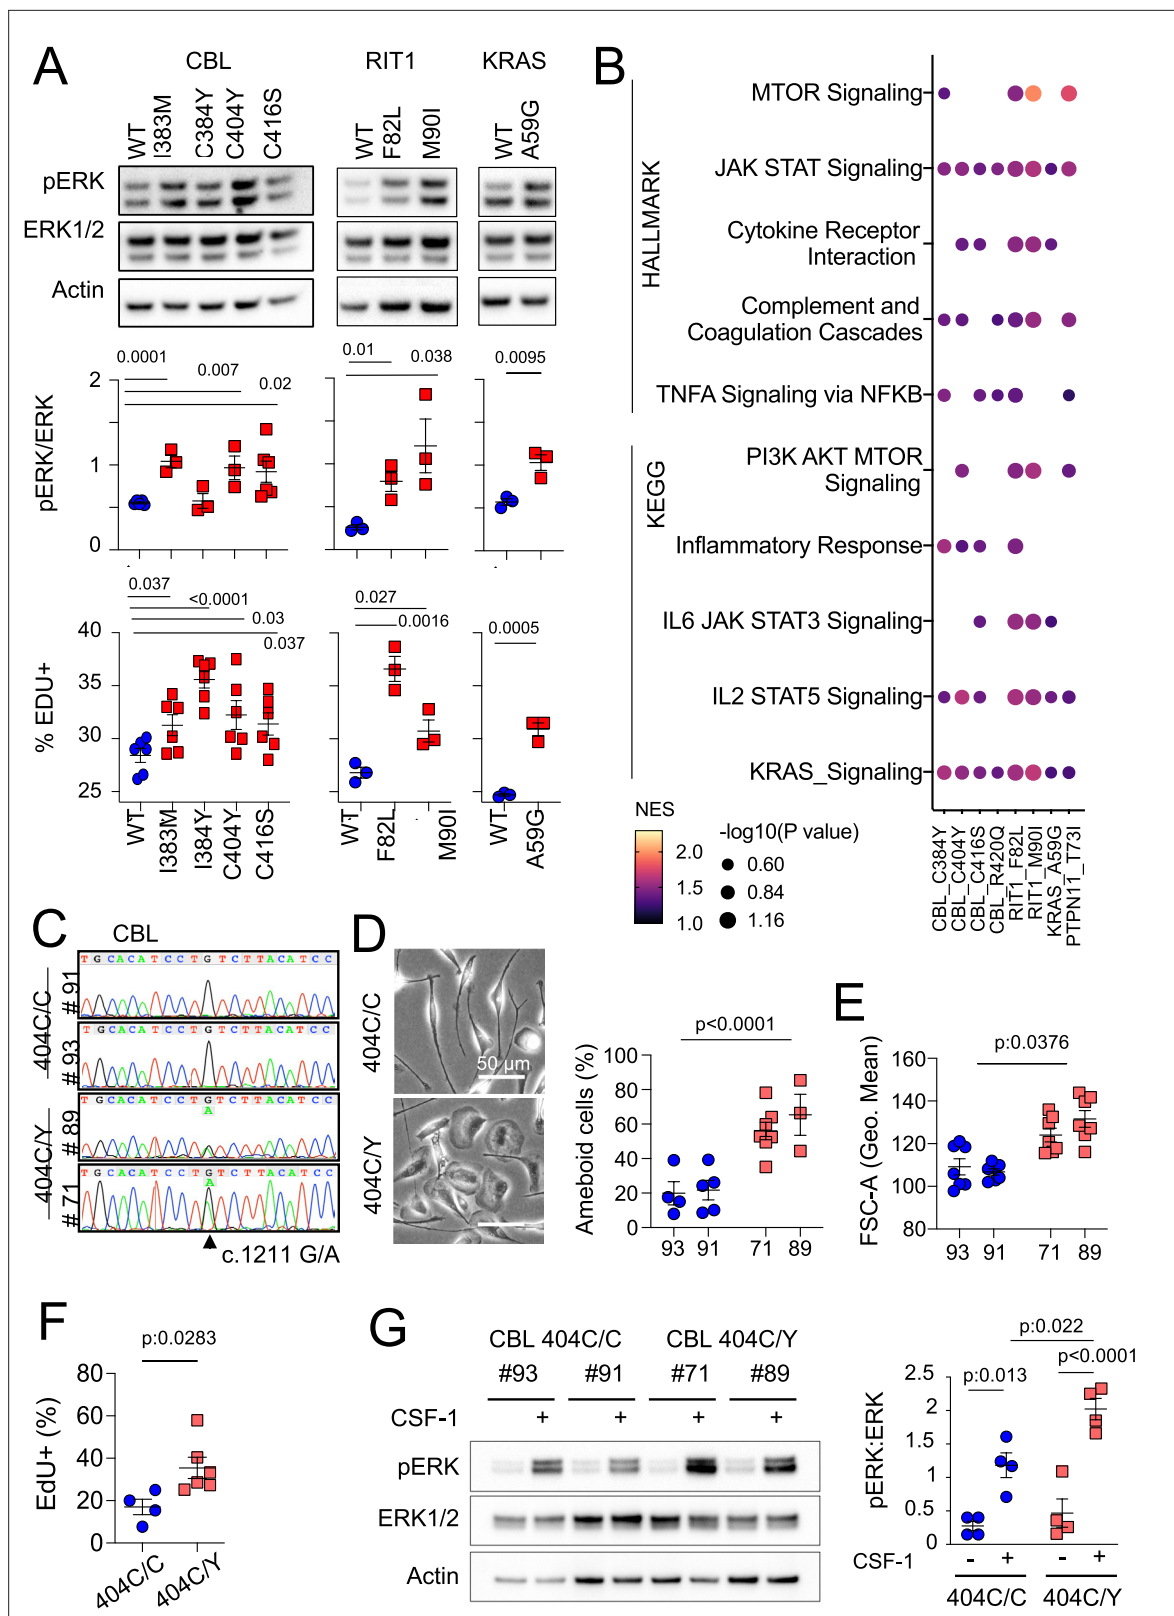 A
CBL
RIT1
KRAS
WT
I383M
C384Y
C404Y
C416S
WT
F82L
M90I
WT
A59G
pERK
ERK1/2
Actin
0.0001
0.007
0.02
0.01
0.038
0.0095
pERK/ERK
2
1
0
0.037
<0.0001
0.03
0.037
0.027
0.0016
0.0005
% EDU+
40
35
30
25
WT
I383M
I384Y
C404Y
C416S
WT
F82L
M90I
WT
A59G
B
HALLMARK
MTOR Signaling
JAK STAT Signaling
Cytokine Receptor
Interaction
Complement and
Coagulation Cascades
TNFA Signaling via NFKB
KEGG
PI3K AKT MTOR
Signaling
Inflammatory Response
IL6 JAK STAT3 Signaling
IL2 STAT5 Signaling
KRAS_Signaling
NES
2.0
1.5
1.0
-log10(P value)
0.60
0.84
1.16
CBL_C384Y
CBL_C404Y
CBL_C416S
CBL_R420Q
RIT1_F82L
RIT1_M90I
KRAS_A59G
PTPN11_T73I
C
CBL
404C/C
# 91
TGCACATCCTGTCTTACATCC
# 93
TGCACATCCTGTCTTACATCC
404C/Y
# 89
TGCACATCCTGTCTTACATCC
A
# 71
TGCACATCCTGTCTTACATCC
A
c.1211 G/A
D
404C/C
50 µm
404C/Y
p<0.0001
Ameboid cells (%)
100
80
60
40
20
0
93 91 71 89
E
p:0.0376
FSC-A (Geo. Mean)
160
140
120
100
80
93 91 71 89
F
p:0.0283
EdU+ (%)
80
60
40
20
0
404C/C
404C/Y
G
CBL 404C/C CBL 404C/Y
#93 #91 #71 #89
CSF-1 + + + +
pERK
ERK1/2
Actin
p:0.022
p:0.013
p<0.0001
pERK:ERK
2.5
2
1.5
1
0.5
0
CSF-1 - + - +
404C/C 404C/Y